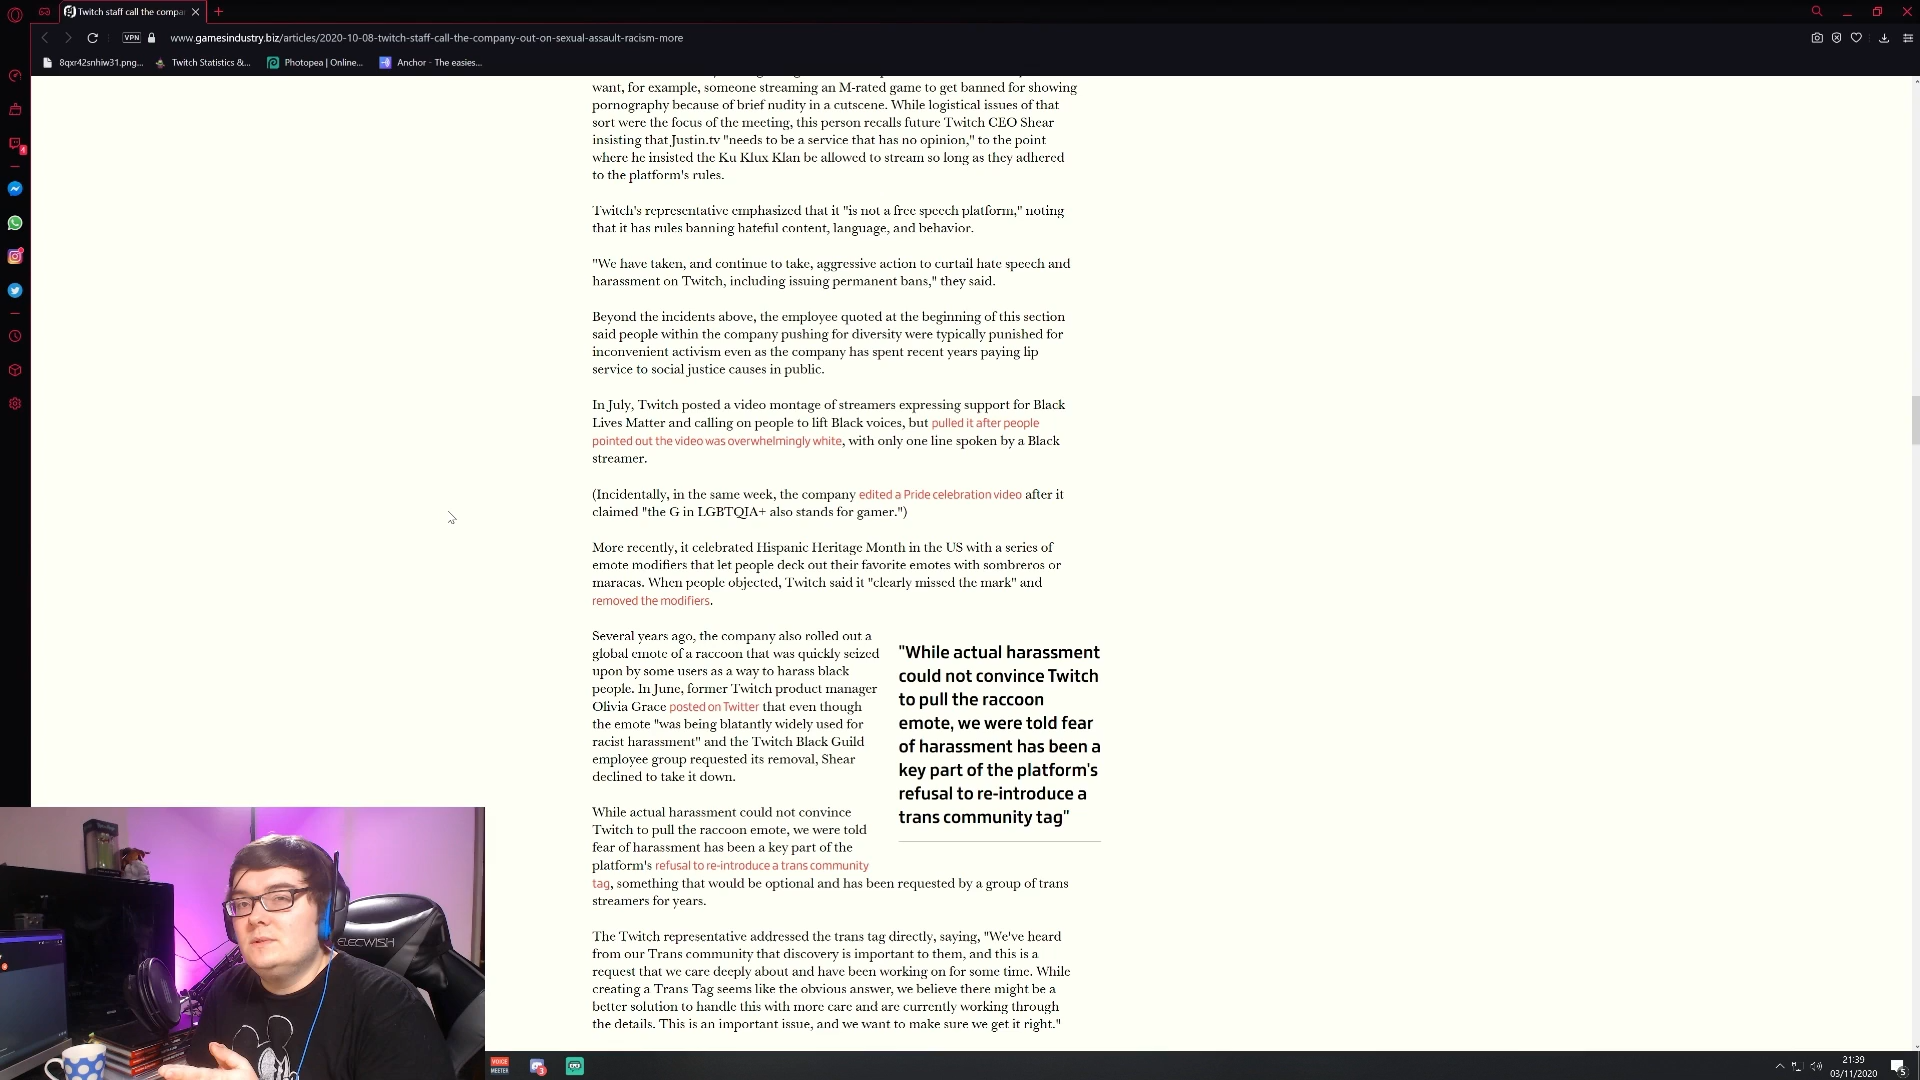 Twitch staff call the compa
VPN
www.gamesindustry.biz/articles/2020-10-08-twitch-staff-call-the-company-out-on-sexual-assault-racism-more
8qxr42snhiw31.png...
Twitch Statistics &...
Photopea | Online...
Anchor - The easies...
want, for example, someone streaming an M-rated game to get banned for showing
pornography because of brief nudity in a cutscene. While logistical issues of that
sort were the focus of the meeting, this person recalls future Twitch CEO Shear
insisting that Justin.tv "needs to be a service that has no opinion," to the point
where he insisted the Ku Klux Klan be allowed to stream so long as they adhered
to the platform's rules.
Twitch's representative emphasized that it "is not a free speech platform," noting
that it has rules banning hateful content, language, and behavior.
"We have taken, and continue to take, aggressive action to curtail hate speech and
harassment on Twitch, including issuing permanent bans," they said.
Beyond the incidents above, the employee quoted at the beginning of this section
said people within the company pushing for diversity were typically punished for
inconvenient activism even as the company has spent recent years paying lip
service to social justice causes in public.
In July, Twitch posted a video montage of streamers expressing support for Black
Lives Matter and calling on people to lift Black voices, but pulled it after people
pointed out the video was overwhelmingly white, with only one line spoken by a Black
streamer.
(Incidentally, in the same week, the company edited a Pride celebration video after it
claimed "the G in LGBTQIA+ also stands for gamer.")
More recently, it celebrated Hispanic Heritage Month in the US with a series of
emote modifiers that let people deck out their favorite emotes with sombreros or
maracas. When people objected, Twitch said it "clearly missed the mark" and
removed the modifiers.
Several years ago, the company also rolled out a
global emote of a raccoon that was quickly seized
upon by some users as a way to harass black
people. In June, former Twitch product manager
Olivia Grace posted on Twitter that even though
the emote "was being blatantly widely used for
racist harassment" and the Twitch Black Guild
employee group requested its removal, Shear
declined to take it down.
"While actual harassment
could not convince Twitch
to pull the raccoon
emote, we were told fear
of harassment has been a
key part of the platform's
refusal to re-introduce a
trans community tag"
While actual harassment could not convince
Twitch to pull the raccoon emote, we were told
fear of harassment has been a key part of the
platform's refusal to re-introduce a trans community
tag, something that would be optional and has been requested by a group of trans
streamers for years.
The Twitch representative addressed the trans tag directly, saying, "We've heard
from our Trans community that discovery is important to them, and this is a
request that we care deeply about and have been working on for some time. While
creating a Trans Tag seems like the obvious answer, we believe there might be a
better solution to handle this with more care and are currently working through
the details. This is an important issue, and we want to make sure we get it right."
ELECWISH
VOICE
MEETER
21:39
03/11/2020